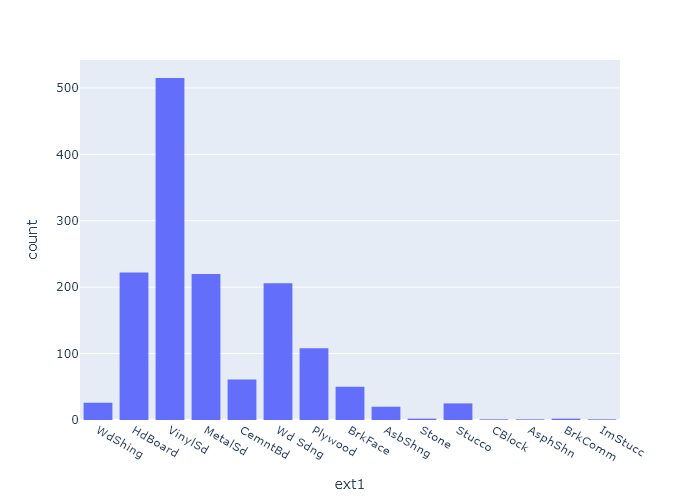 500
400
300
200
100
0
count
WdShing
HdBoard
VinylSd
MetalSd
CemntBd
Wd Sdng
Plywood
BrkFace
AsbShng
Stone
Stucco
CBlock
AsphShn
BrkComm
ImStucc
ext1